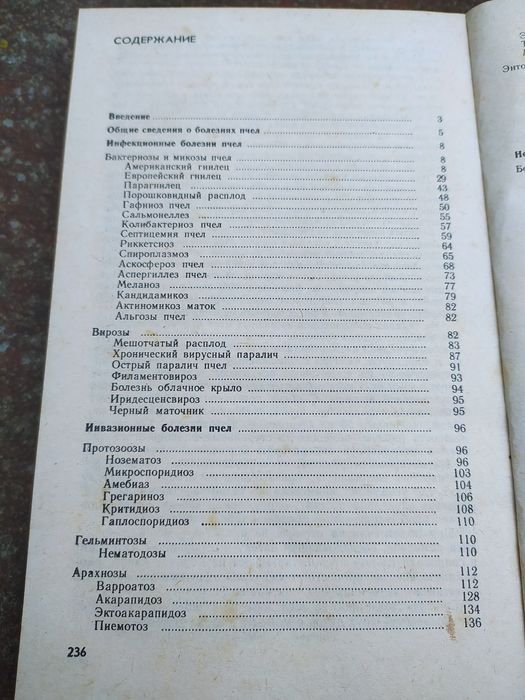 СОДЕРЖАНИЕ
Введение 3
Общие сведения о болезнях пчел 5
Инфекционные болезни пчел 8
Бактериозы и микозы пчел 8
Американский гнилец 8
Европейский гнилец 29
Парагнилец 43
Порошковидный расплод 48
Гафниоз пчел 50
Сальмонеллез 55
Колибактериоз пчел 57
Септицемия пчел 59
Риккетсиоз 64
Спироплазмоз 65
Аскосфероз пчел 68
Аспергиллез пчел 73
Меланоз 77
Кандидамикоз 79
Актиномикоз маток 82
Альгозы пчел 82
Вирозы 82
Мешотчатый расплод 83
Хронический вирусный паралич 87
Острый паралич пчел 91
Филаментовироз 93
Болезнь облачное крыло 94
Иридесценсвироз 95
Черный маточник 95
Инвазионные болезни пчел 96
Протозоозы 96
Нозематоз 96
Микроспоридиоз 103
Амебиаз 104
Грегариноз 106
Критидиоз 108
Гаплоспоридиоз 110
Гельминтозы 110
Нематодозы 110
Арахнозы 112
Варроатоз 112
Акарапидоз 128
Эктоакарапидоз 134
Пиемотоз 136
236
Энто